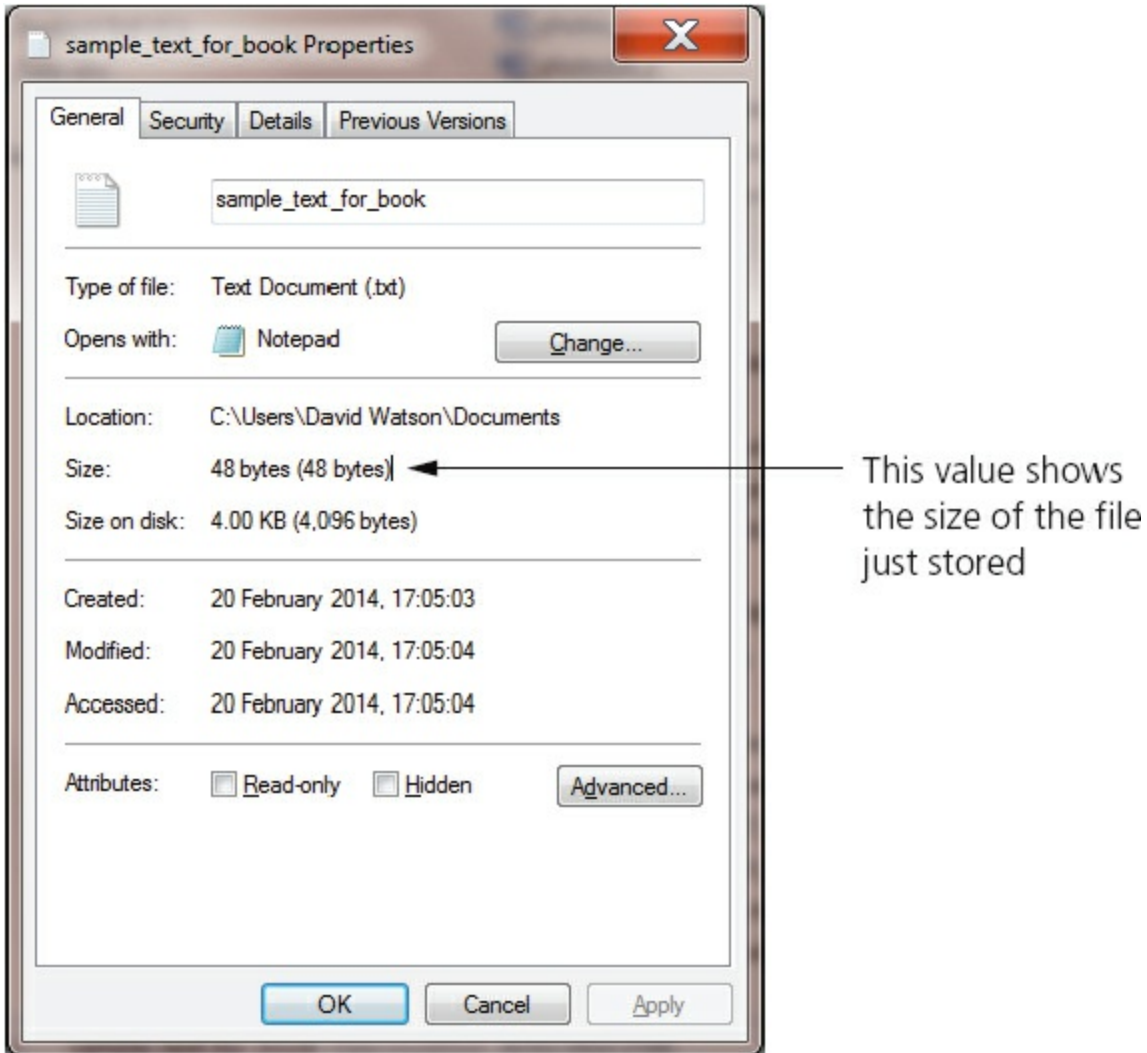 sample_text_for_book Properties
General Security Details Previous Versions
sample_text_for_book
Type of file: Text Document (.txt)
Opens with: Notepad Change...
Location: C:\Users\David Watson\Documents
Size: 48 bytes (48 bytes)
Size on disk: 4.00 KB (4,096 bytes)
Created: 20 February 2014, 17:05:03
Modified: 20 February 2014, 17:05:04
Accessed: 20 February 2014, 17:05:04
Attributes: Read-only Hidden Advanced...
OK Cancel Apply
This value shows
the size of the file
just stored